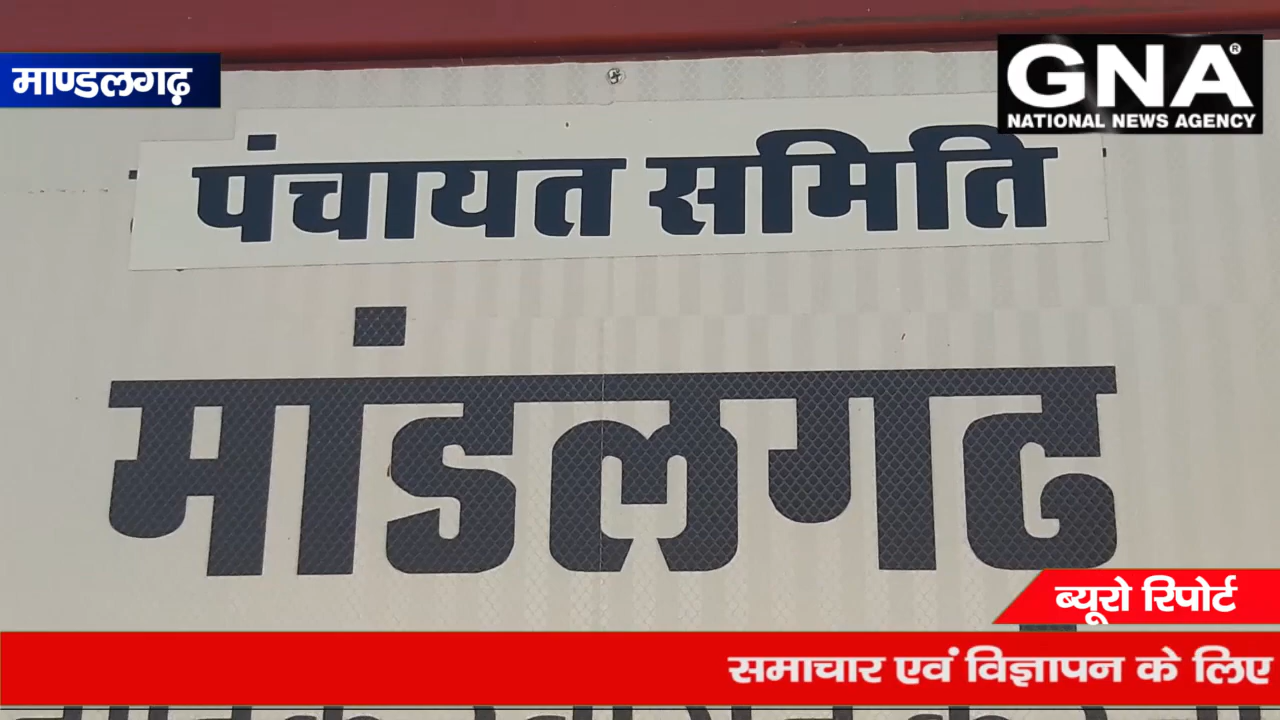 माण्डलगढ़
GNA®
NATIONAL NEWS AGENCY
पंचायत समिति
मांडलगढ
ब्यूरो रिपोर्ट
समाचार एवं विज्ञापन के लिए